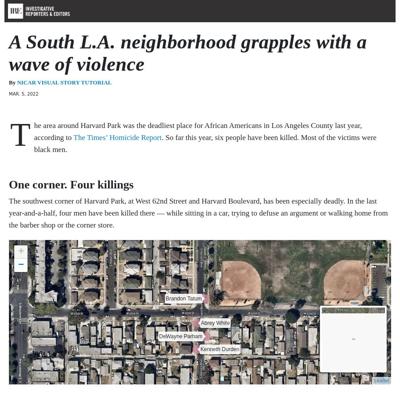 IRE INVESTIGATIVE
REPORTERS & EDITORS
A South L.A. neighborhood grapples with a
wave of violence
By NICAR VISUAL STORY TUTORIAL
MAR. 5, 2022
The area around Harvard Park was the deadliest place for African Americans in Los Angeles County last year,
according to The Times' Homicide Report. So far this year, six people have been killed. Most of the victims were
black men.
One corner. Four killings
The southwest corner of Harvard Park, at West 62nd Street and Harvard Boulevard, has been especially deadly. In the last
year-and-a-half, four men have been killed there — while sitting in a car, trying to defuse an argument or walking home from
the barber shop or the corner store.
+
−
Brandon Tatum
Abrey White
DeWayne Parham
Kenneth Durden
Leaflet